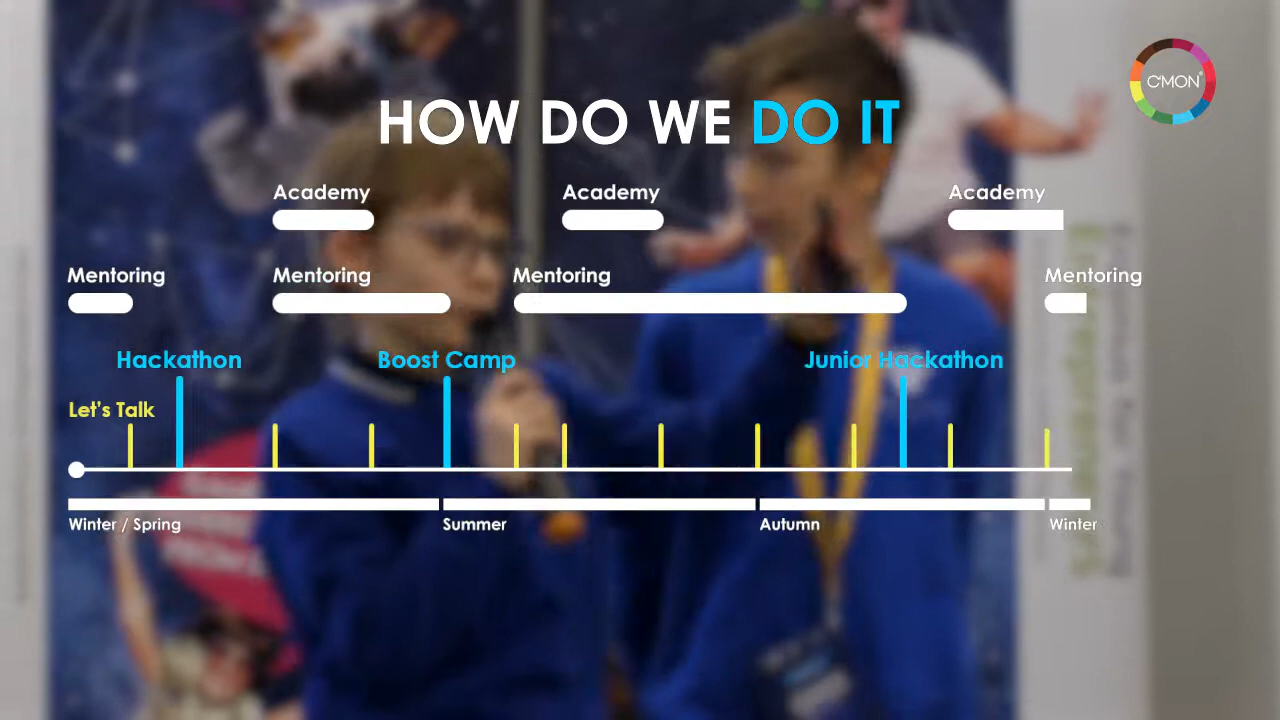 C'MON®
HOW DO WE DO IT
Academy Academy Academy
Mentoring Mentoring Mentoring Mentoring
Hackathon Boost Camp Junior Hackathon
Let's Talk
Winter / Spring Summer Autumn Winter